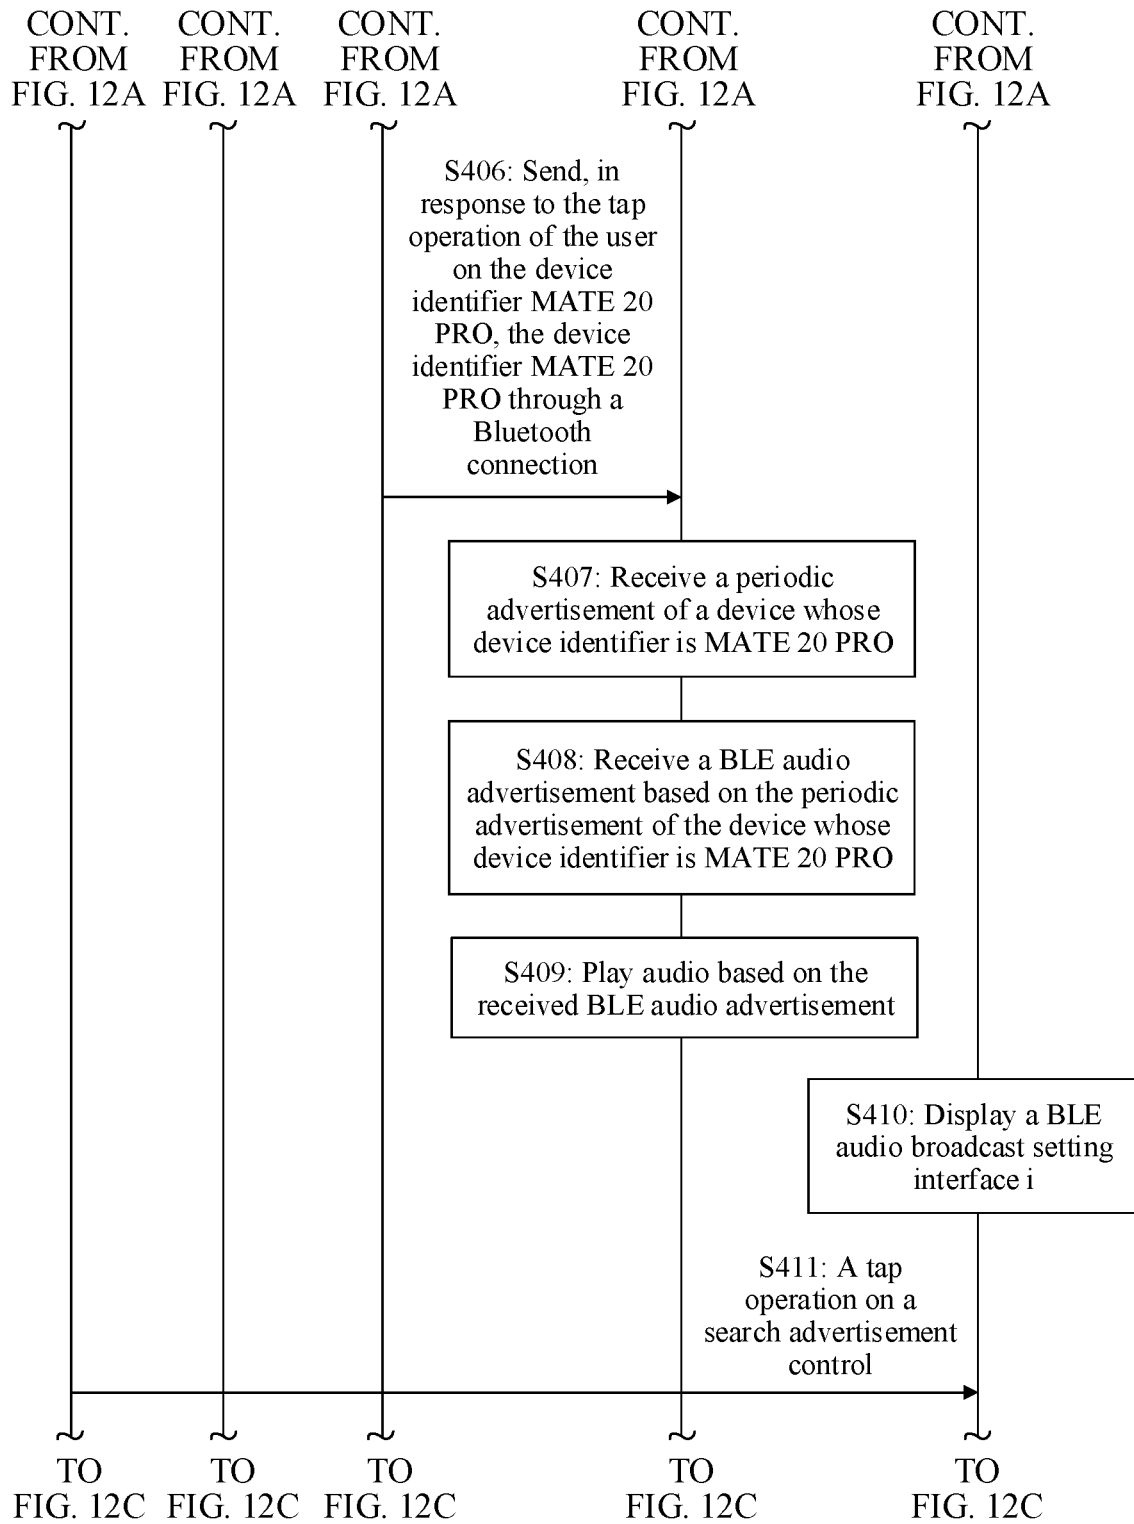 CONT.
FROM
FIG. 12A
CONT.
FROM
FIG. 12A
CONT.
FROM
FIG. 12A
CONT.
FROM
FIG. 12A
CONT.
FROM
FIG. 12A
S406: Send, in
response to the tap
operation of the user
on the device
identifier MATE 20
PRO, the device
identifier MATE 20
PRO through a
Bluetooth
connection
S407: Receive a periodic
advertisement of a device whose
device identifier is MATE 20 PRO
S408: Receive a BLE audio
advertisement based on the periodic
advertisement of the device whose
device identifier is MATE 20 PRO
S409: Play audio based on the
received BLE audio advertisement
S410: Display a BLE
audio broadcast setting
interface i
S411: A tap
operation on a
search advertisement
control
TO
FIG. 12C
TO
FIG. 12C
TO
FIG. 12C
TO
FIG. 12C
TO
FIG. 12C